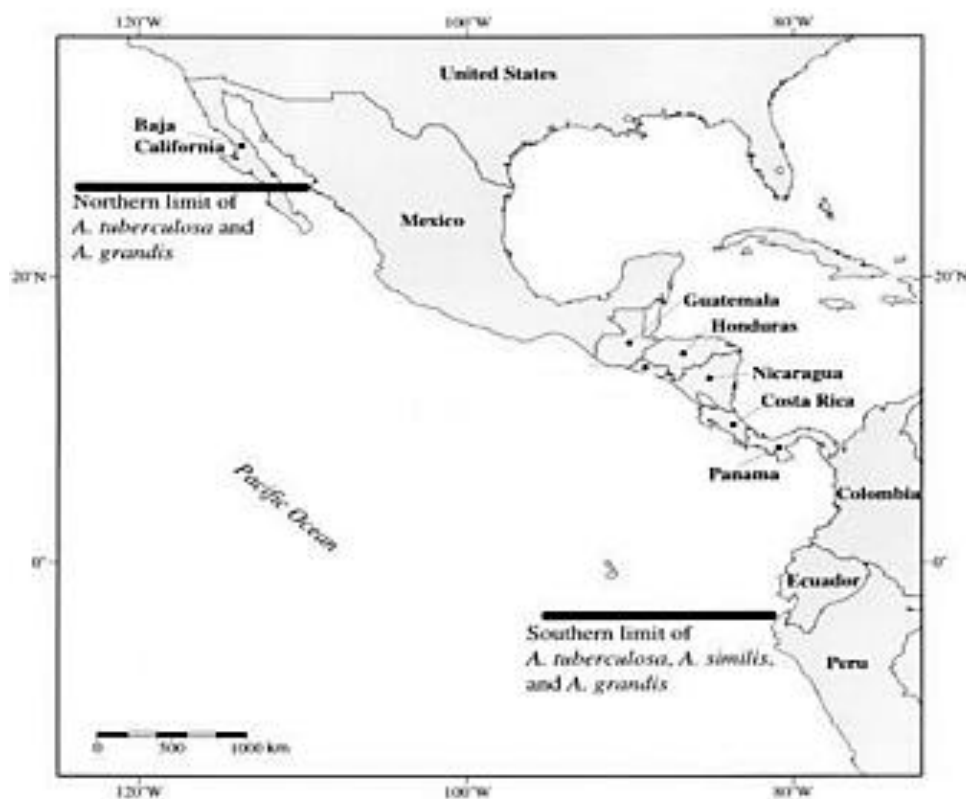 120°W
100°W
80°W
United States
Baja
California
Northern limit of
A. tuberculosa and
A. grandis
Mexico
20°N
20°N
Guatemala
Honduras
Nicaragua
Costa Rica
Panama
Colombia
Pacific Ocean
0°
0°
Ecuador
Southern limit of
A. tuberculosa, A. similis,
and A. grandis
Peru
0 500 1000 km
120°W
100°W
80°W